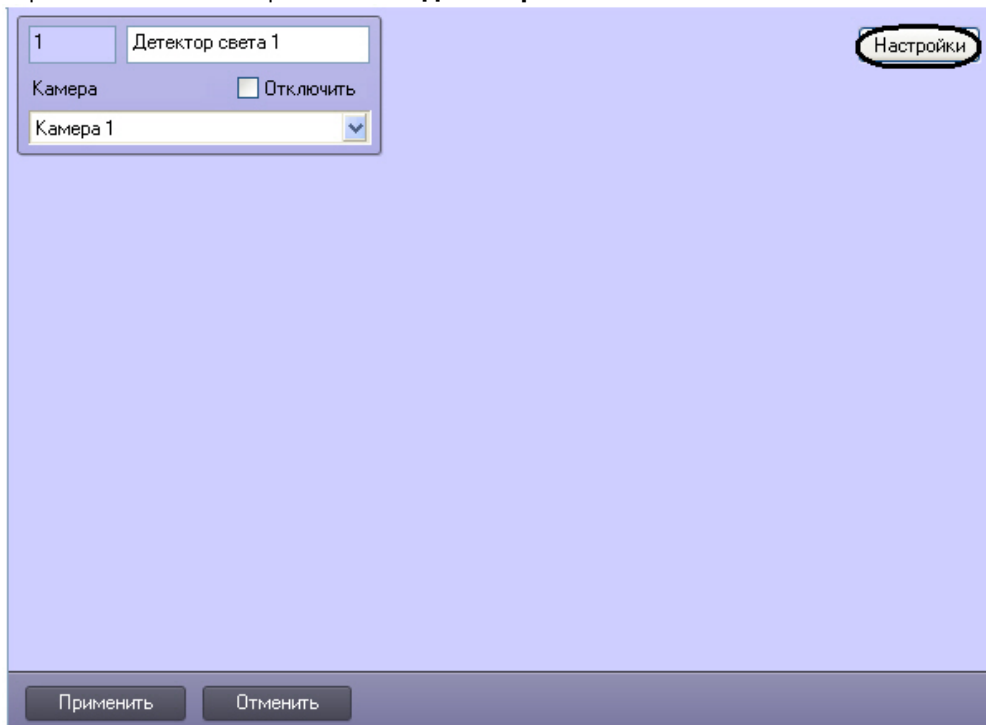 1
Детектор света 1
Настройки
Камера
Отключить
Камера 1
Применить
Отменить